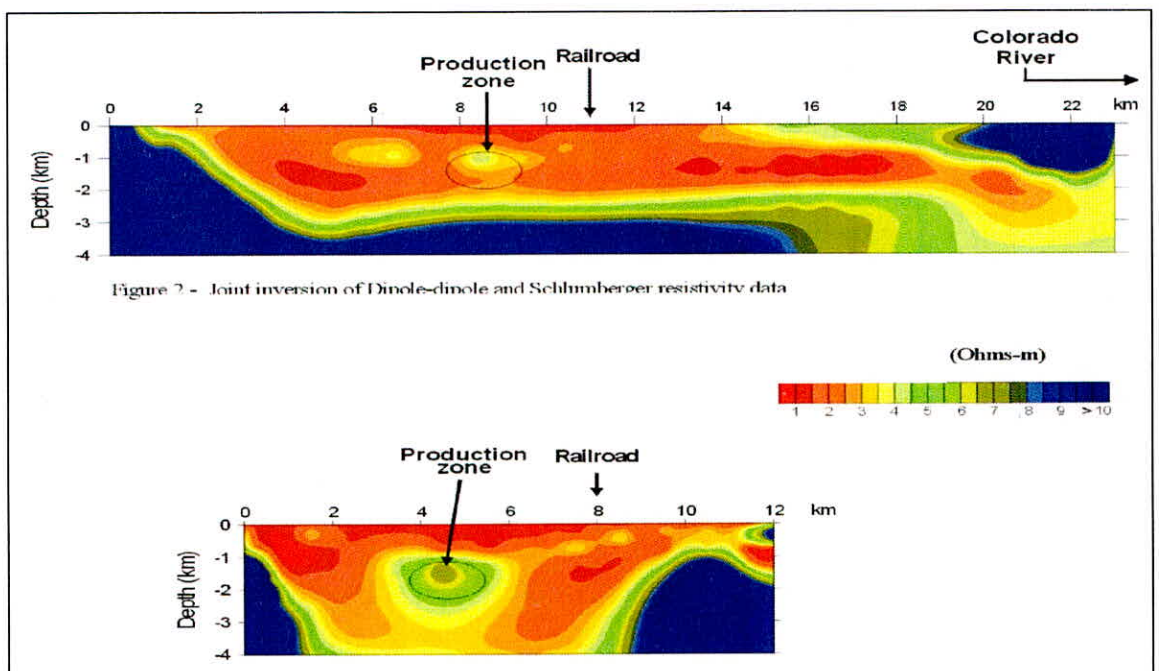 Colorado
River
Railroad
Production
zone
0 2 4 6 8 10 12 14 16 18 20 22 km
0
-1
-2
-3
-4
Depth (km)
Figure 2 - Joint inversion of Dipole-dipole and Schlumberger resistivity data
(Ohms-m)
1 2 3 4 5 6 7 8 9 >10
Production
zone
Railroad
0 2 4 6 8 10 12 km
0
-1
-2
-3
-4
Depth (km)